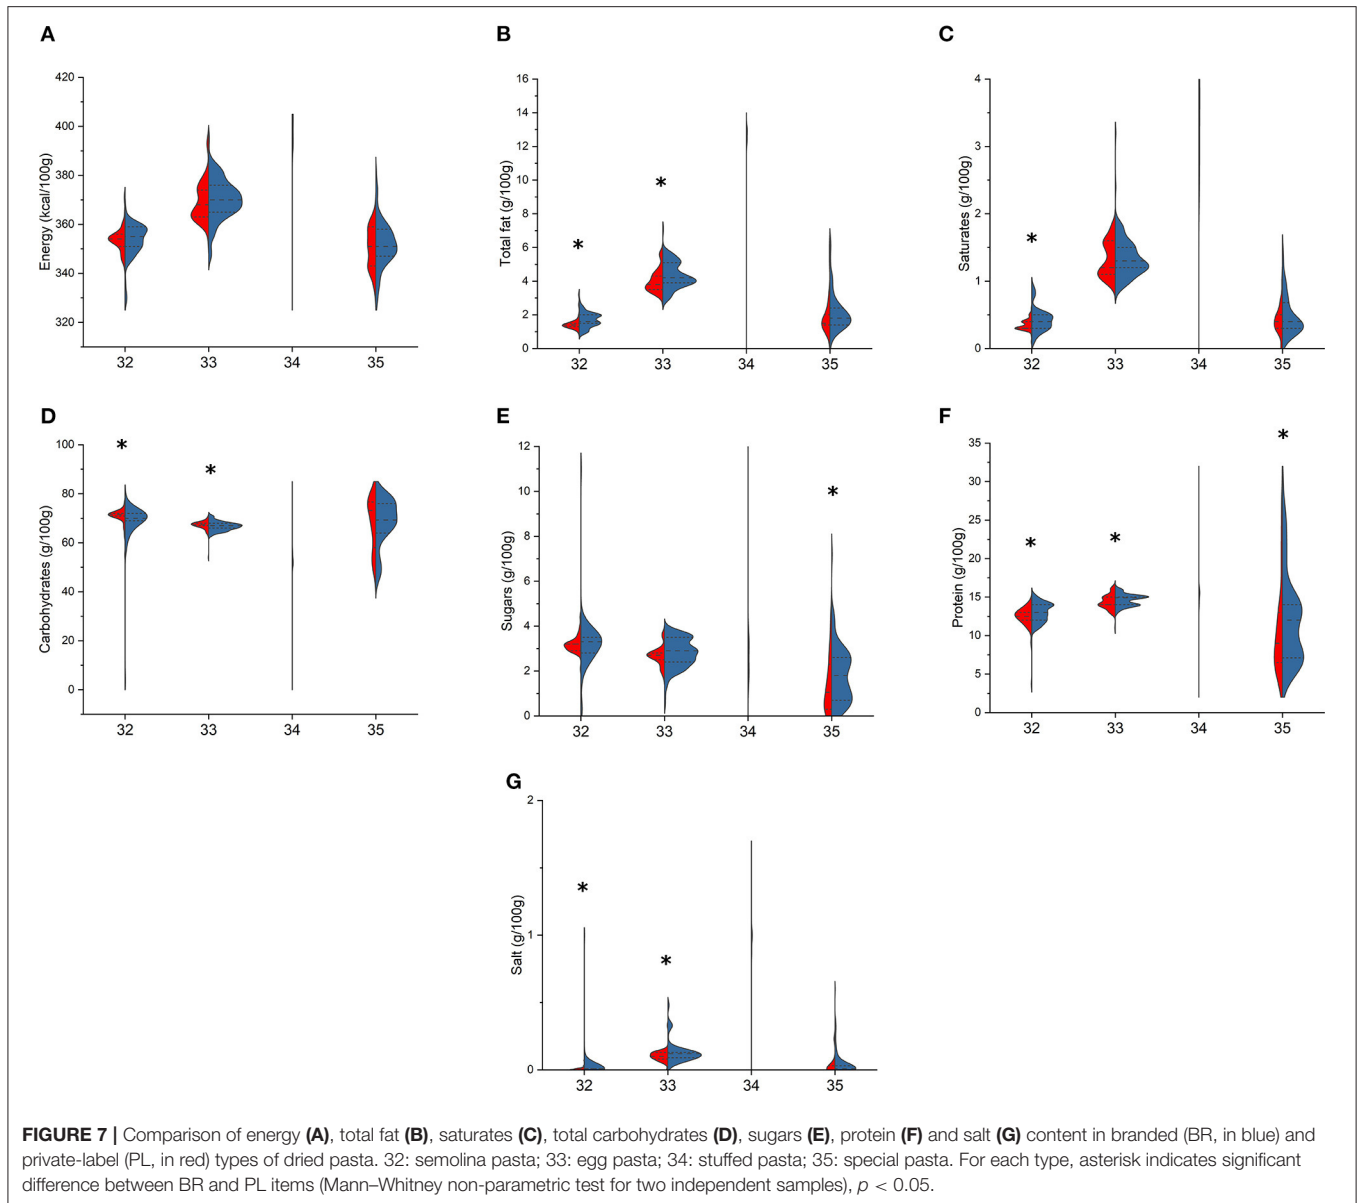 A
Energy (kcal/100g)
420
400
380
360
340
320
32 33 34 35
B
Total fat (g/100g)
16
14
12
10
8
6
4
2
0
* *
32 33 34 35
C
Saturates (g/100g)
4
3
2
1
0
*
32 33 34 35
D
Carbohydrates (g/100g)
100
80
60
40
20
0
* *
32 33 34 35
E
Sugars (g/100g)
12
10
8
6
4
2
0
*
32 33 34 35
F
Protein (g/100g)
35
30
25
20
15
10
5
0
* * *
32 33 34 35
G
Salt (g/100g)
2
1
0
* *
32 33 34 35
FIGURE 7 | Comparison of energy (A), total fat (B), saturates (C), total carbohydrates (D), sugars (E), protein (F) and salt (G) content in branded (BR, in blue) and
private-label (PL, in red) types of dried pasta. 32: semolina pasta; 33: egg pasta; 34: stuffed pasta; 35: special pasta. For each type, asterisk indicates significant
difference between BR and PL items (Mann–Whitney non-parametric test for two independent samples), p < 0.05.